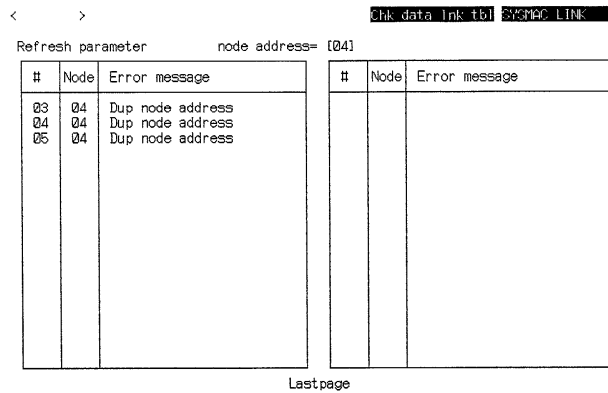 < > Chk data lnk tbl SYSMAC LINK
Refresh parameter node address= [04]
# Node Error message # Node Error message
03 04 Dup node address
04 04 Dup node address
05 04 Dup node address
Lastpage